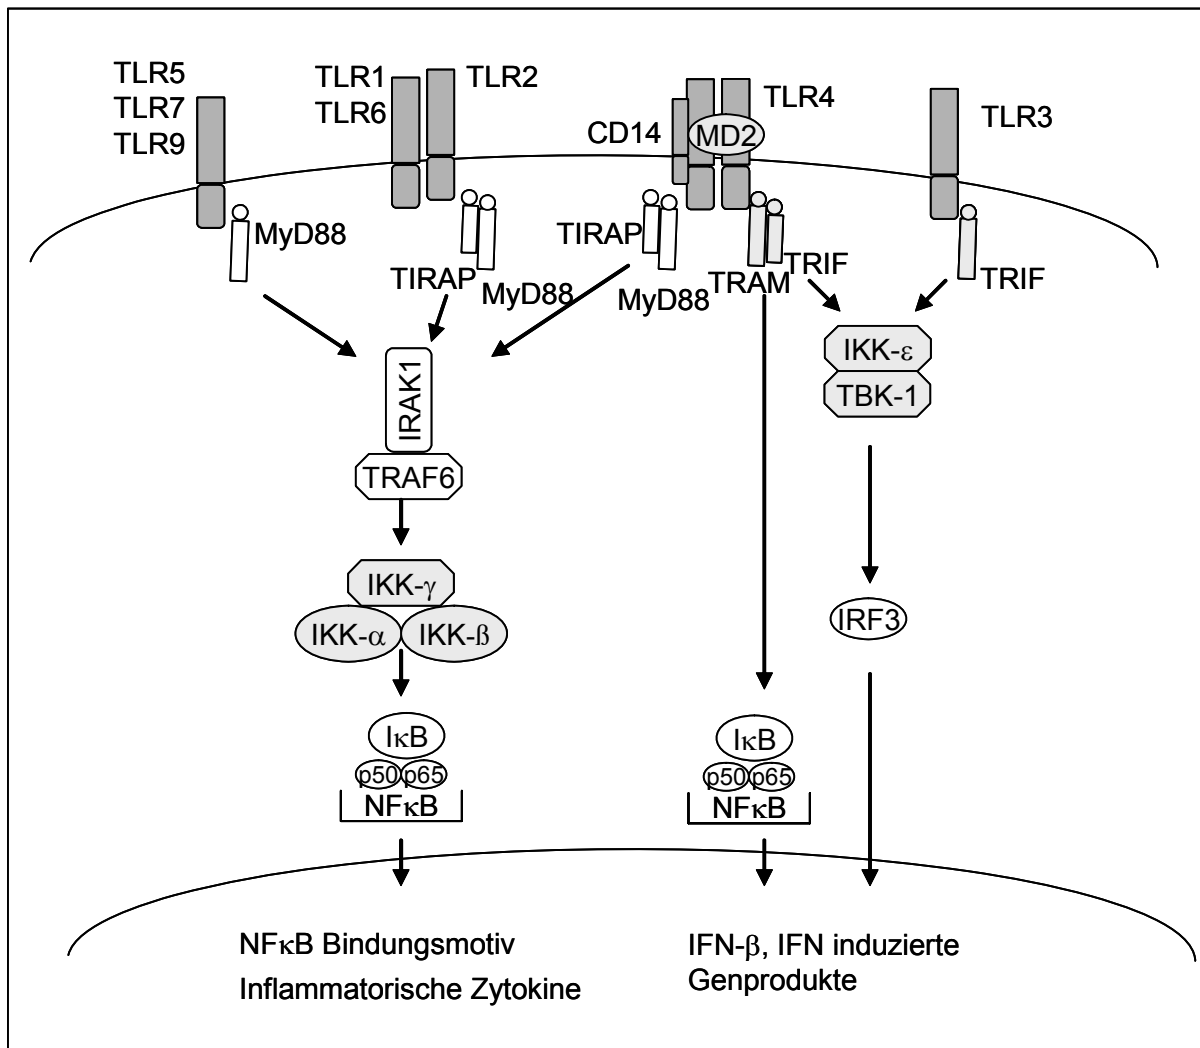 TLR5
TLR7
TLR9
TLR1
TLR6
TLR2
CD14
MD2
TLR4
TLR3
MyD88
TIRAP
MyD88
TIRAP
MyD88
TRAM
TRIF
TRIF
IKK-ε
TBK-1
IRAK1
TRAF6
IKK-γ
IKK-α
IKK-ß
IRF3
IκB
p50
p65
NFκB
IκB
p50
p65
NFκB
NFκB Bindungsmotiv
Inflammatorische Zytokine
IFN-β, IFN induzierte
Genprodukte